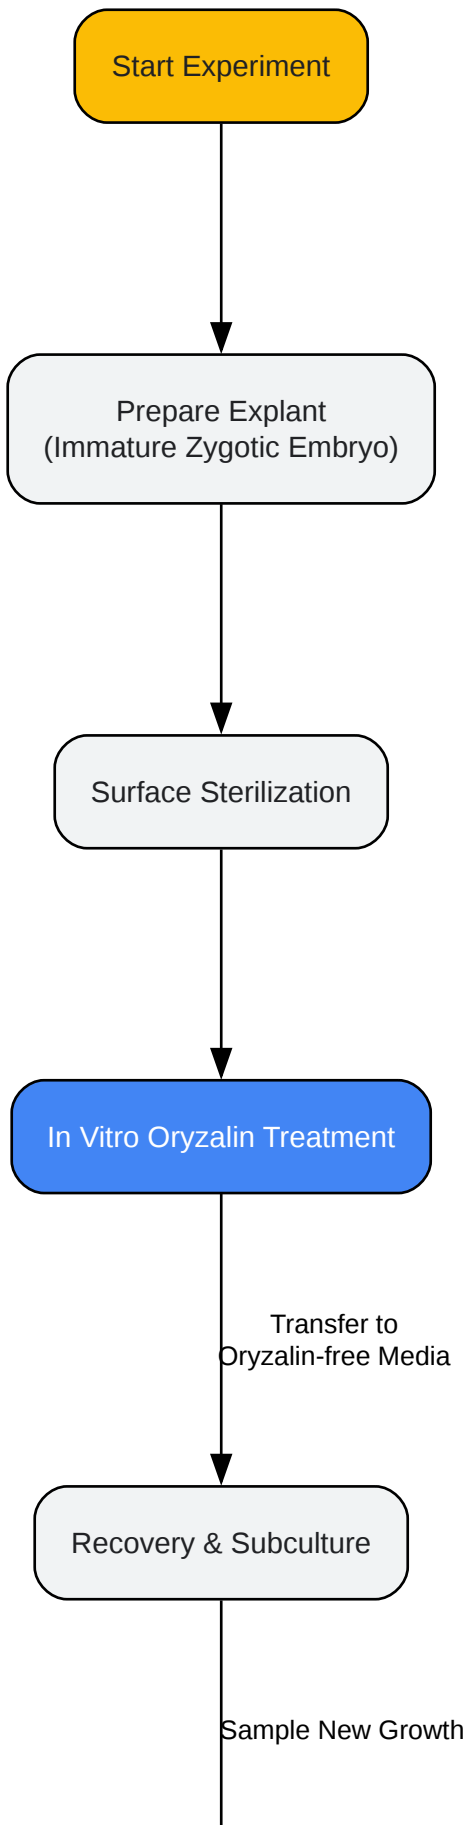 Start Experiment
Prepare Explant
(Immature Zygotic Embryo)
Surface Sterilization
In Vitro Oryzalin Treatment
Transfer to
Oryzalin-free Media
Recovery & Subculture
Sample New Growth